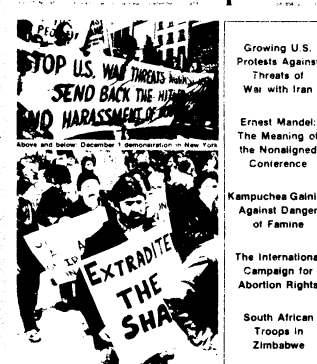 STOP U.S. WAR THREATS
SEND BACK THE
HARASSMENT OF
Above and below: December 1 demonstration in New York
EXTRADITE
THE
SHA
Growing U.S.
Protests Against
Threats of
War with Iran
Ernest Mandel:
The Meaning of
the Nonaligned
Conference
Kampuchea Gaini
Against Danger
of Famine
The Internationa
Campaign for
Abortion Rights
South African
Troops in
Zimbabwe